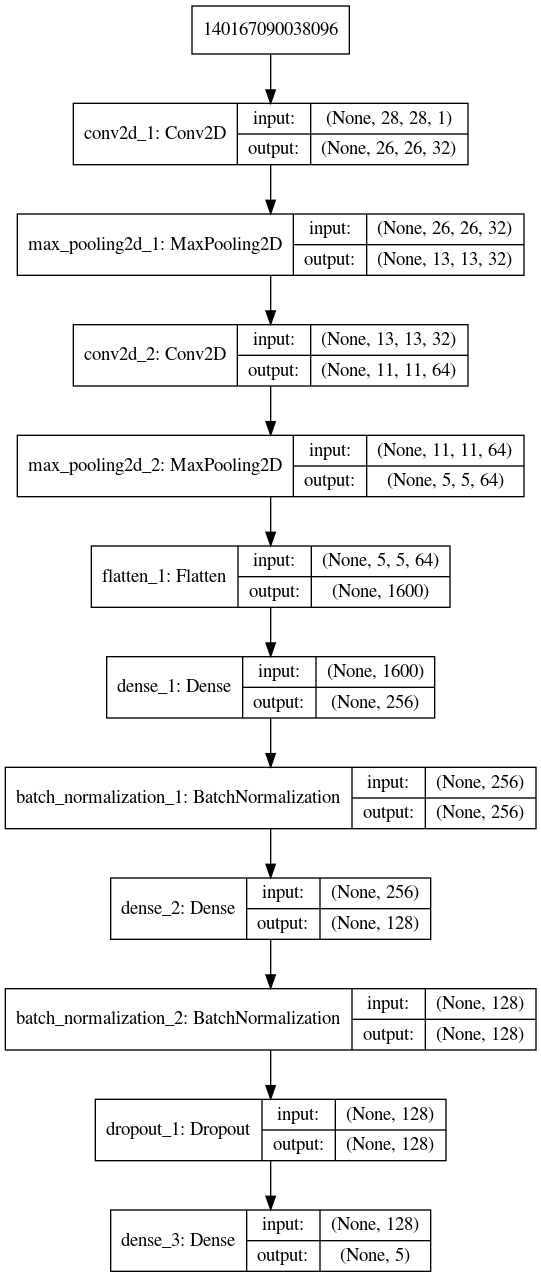 140167090038096
conv2d_1: Conv2D
input: (None, 28, 28, 1)
output: (None, 26, 26, 32)
max_pooling2d_1: MaxPooling2D
input: (None, 26, 26, 32)
output: (None, 13, 13, 32)
conv2d_2: Conv2D
input: (None, 13, 13, 32)
output: (None, 11, 11, 64)
max_pooling2d_2: MaxPooling2D
input: (None, 11, 11, 64)
output: (None, 5, 5, 64)
flatten_1: Flatten
input: (None, 5, 5, 64)
output: (None, 1600)
dense_1: Dense
input: (None, 1600)
output: (None, 256)
batch_normalization_1: BatchNormalization
input: (None, 256)
output: (None, 256)
dense_2: Dense
input: (None, 256)
output: (None, 128)
batch_normalization_2: BatchNormalization
input: (None, 128)
output: (None, 128)
dropout_1: Dropout
input: (None, 128)
output: (None, 128)
dense_3: Dense
input: (None, 128)
output: (None, 5)